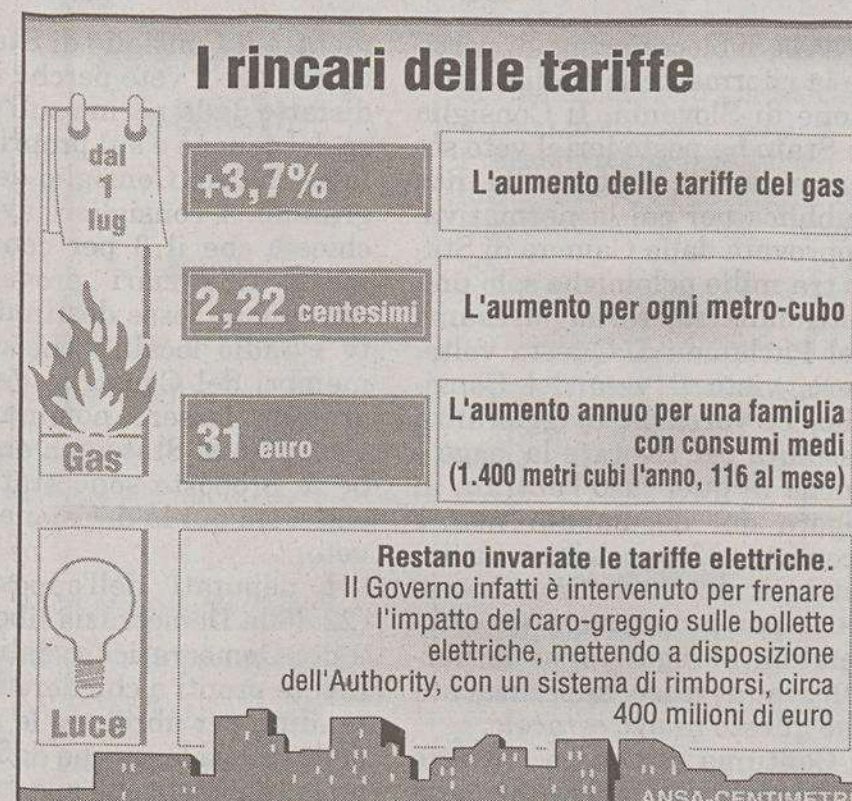 I rincari delle tariffe
dal
1
lug
+3,7%
L'aumento delle tariffe del gas
2,22 centesimi
L'aumento per ogni metro-cubo
Gas
31 euro
L'aumento annuo per una famiglia
con consumi medi
(1.400 metri cubi l'anno, 116 al mese)
Luce
Restano invariate le tariffe elettriche.
Il Governo infatti è intervenuto per frenare
l'impatto del caro-greggio sulle bollette
elettriche, mettendo a disposizione
dell'Authority, con un sistema di rimborsi, circa
400 milioni di euro
ANSA-CENTIMETRI